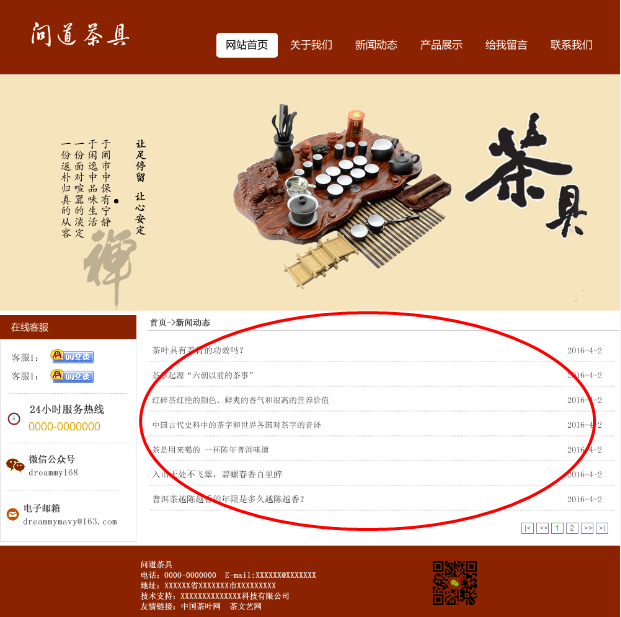 问道茶具
网站首页 关于我们 新闻动态 产品展示 给我留言 联系我们
让足停留 让心安定
于闹市中保有宁静
于闲逸中品味生活
一份面对喧嚣的淡定
一份返朴归真的从容
禅
茶具
在线客服
客服1: QQ交谈
客服1: QQ交谈
24小时服务热线
0000-0000000
微信公众号
dreammy168
电子邮箱
dreammymavy@163.com
首页->新闻动态
茶叶具有着的功效吗? 2016-4-2
茶的起源“六朝以前的茶事” 2016-4-2
红碎茶红艳的颜色、鲜爽的香气和很高的营养价值 2016-4-2
中国古代史料中的茶字和世界各国对茶字的音译 2016-4-2
茶是用来喝的 一杯陈年普洱味道 2016-4-2
入山无处不飞翠,碧螺春香百里醉 2016-4-2
普洱茶越陈越香的年限是多久越陈越香? 2016-4-2
|< << 1 2 >> >|
问道茶具
电话:0000-0000000 E-mail:XXXXXX@XXXXXXX
地址:XXXXXX省XXXXXXX市XXXXXXXXX
技术支持:XXXXXXXXXXXXXX科技有限公司
友情链接:中国茶叶网 茶文艺网